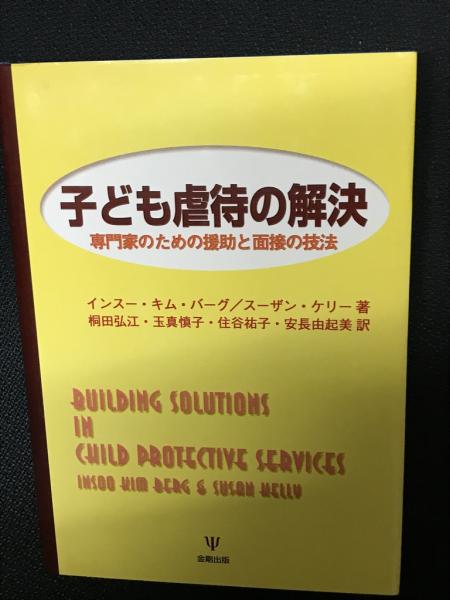 子ども虐待の解決
専門家のための援助と面接の技法
インスー・キム・バーグ／スーザン・ケリー 著
桐田弘江・玉真慎子・住谷祐子・安長由起美 訳
BUILDING SOLUTIONS
IN
CHILD PROTECTIVE SERVICES
INSOO KIM BERG & SUSAN KELLY
金剛出版